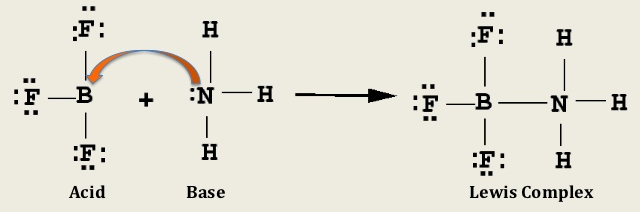 :F: H :F: H
:F B + :N H :F B N H
:F: H :F: H
Acid Base Lewis Complex